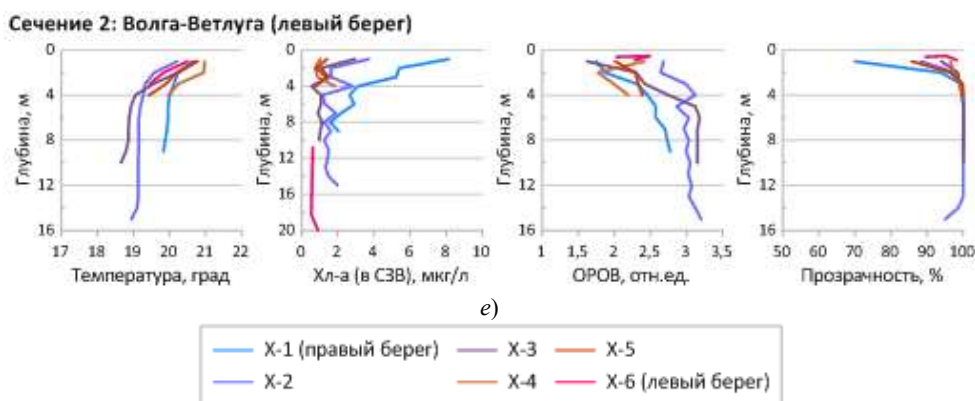 Сечение 2: Волга-Ветлуга (левый берег)
0
4
8
12
16
Глубина, м
17 18 19 20 21 22
Температура, град
0
4
8
12
16
20
Глубина, м
0 2 4 6 8 10
Хл-а (в СЗВ), мкг/л
0
4
8
12
16
Глубина, м
1 1,5 2 2,5 3 3,5
ОРОВ, отн.ед.
0
4
8
12
16
Глубина, м
60 70 80 90 100
Прозрачность, %
е)
Х-1 (правый берег) Х-3 Х-5
Х-2 Х-4 Х-6 (левый берег)